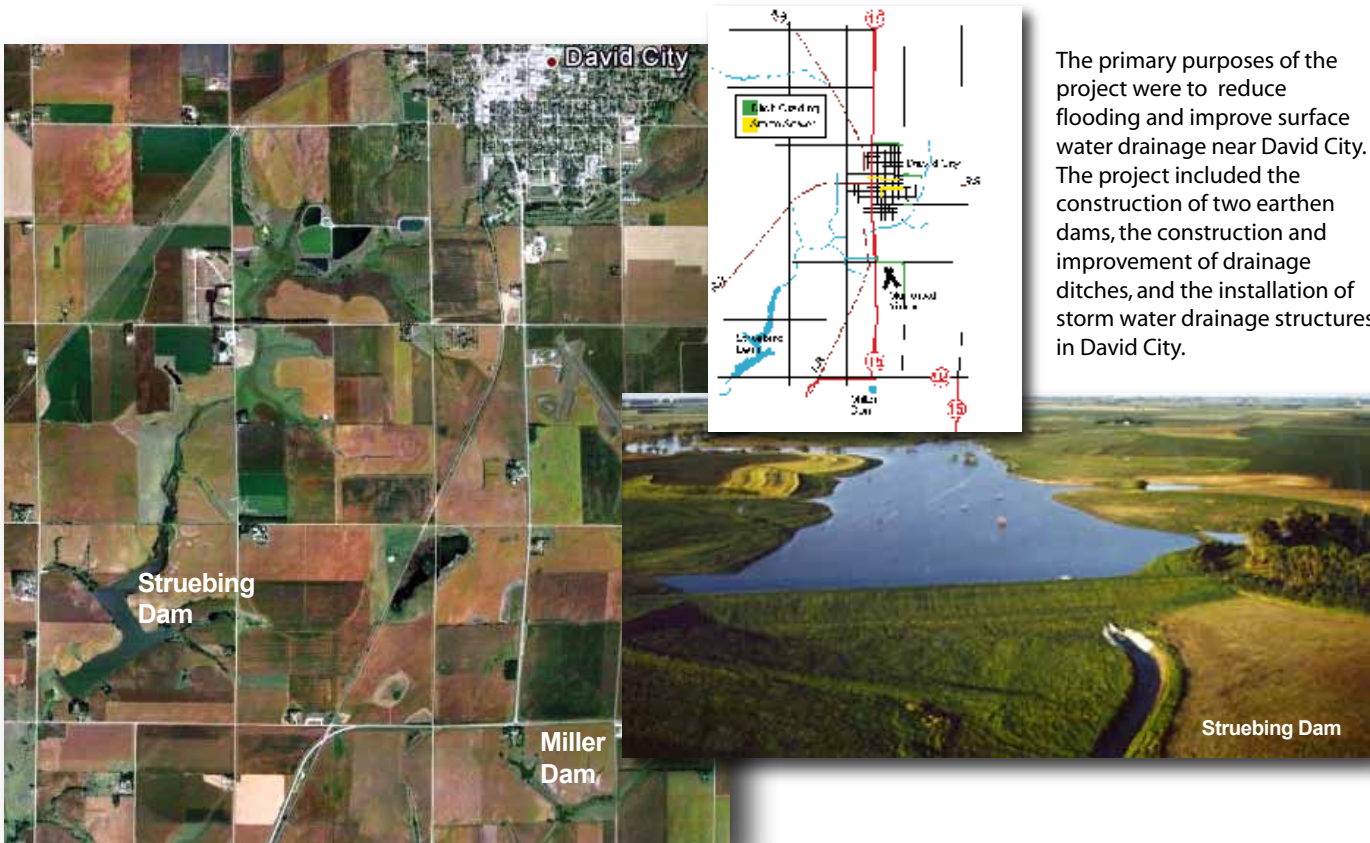 David City
Struebing
Dam
Miller
Dam
15
David City
15
15
The primary purposes of the
project were to reduce
flooding and improve surface
water drainage near David City.
The project included the
construction of two earthen
dams, the construction and
improvement of drainage
ditches, and the installation of
storm water drainage structures
in David City.
Struebing Dam